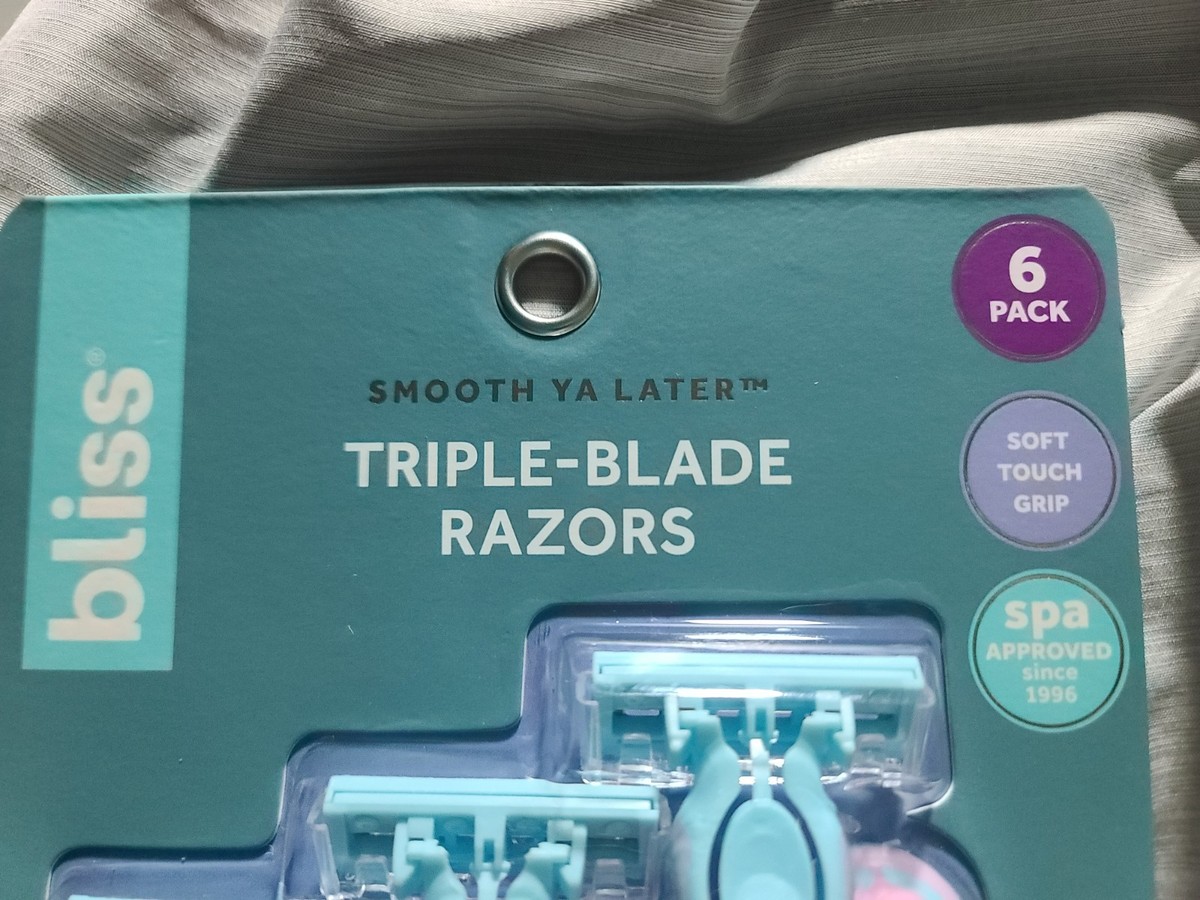 bliss®
SMOOTH YA LATER™
TRIPLE-BLADE
RAZORS
6
PACK
SOFT
TOUCH
GRIP
spa
APPROVED
since
1996